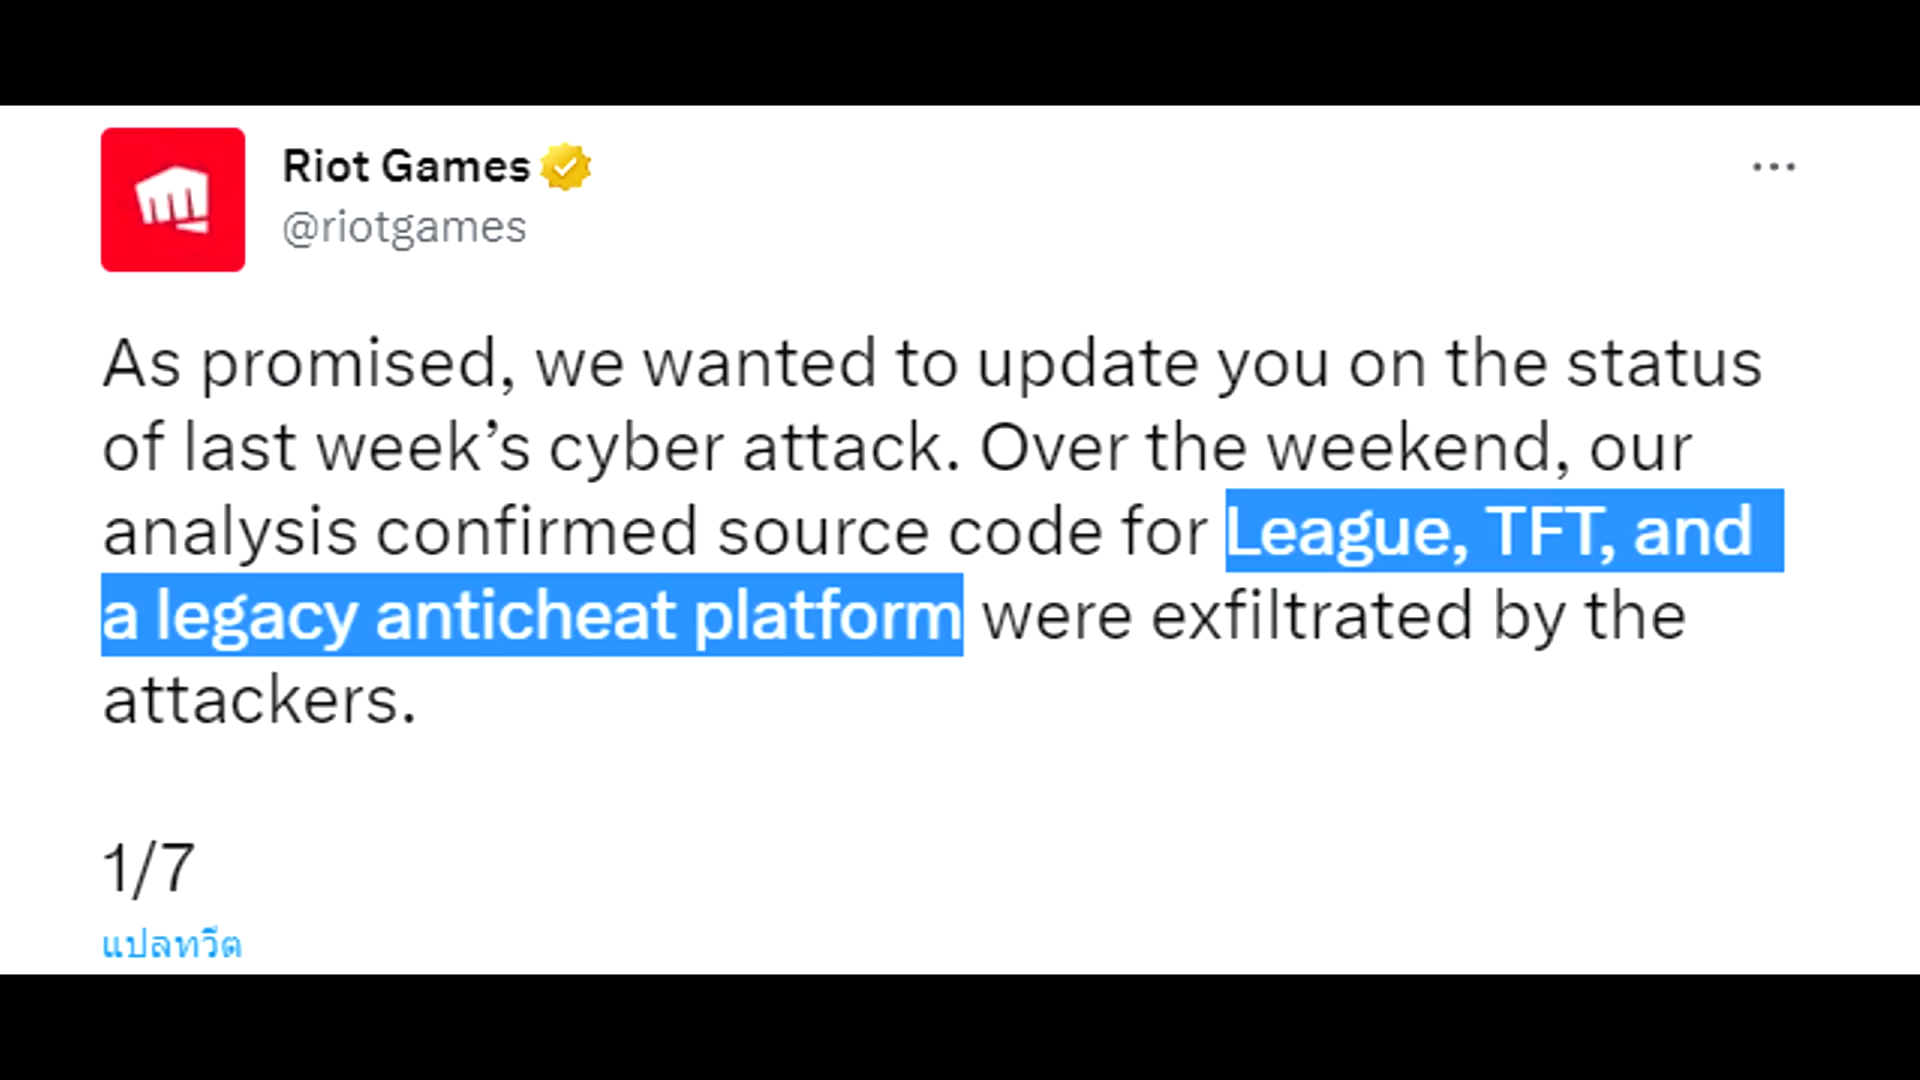 Riot Games
@riotgames
As promised, we wanted to update you on the status
of last week’s cyber attack. Over the weekend, our
analysis confirmed source code for League, TFT, and
a legacy anticheat platform were exfiltrated by the
attackers.
1/7
แปลทวีต